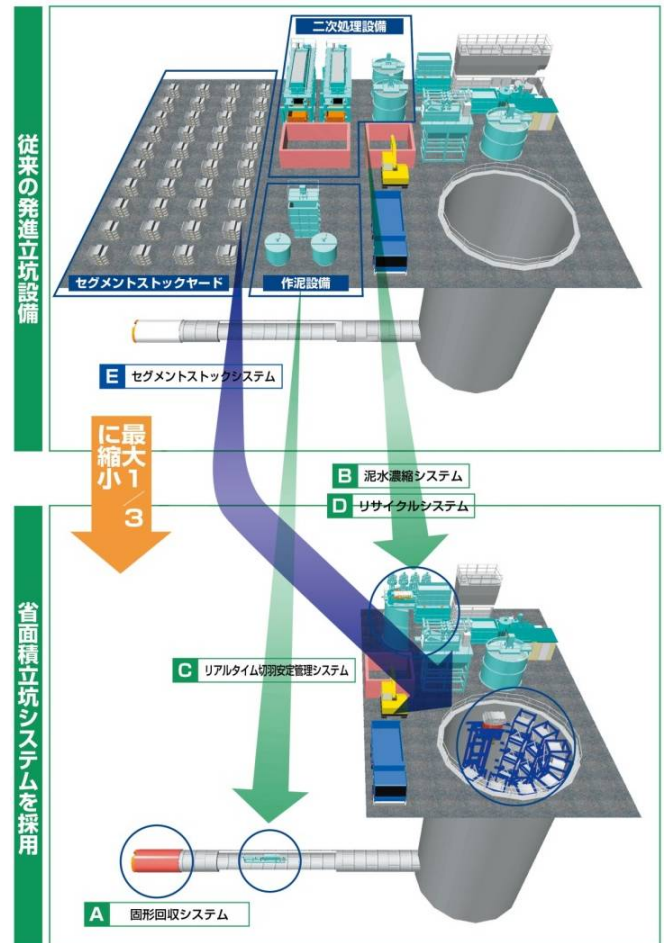 従来の発進立坑設備
二次処理設備
セグメントストックヤード
作泥設備
E セグメントストックシステム
最大1/3
に縮小
B 泥水濃縮システム
D リサイクルシステム
省面積立坑システムを採用
C リアルタイム切羽安定管理システム
A 固形回収システム